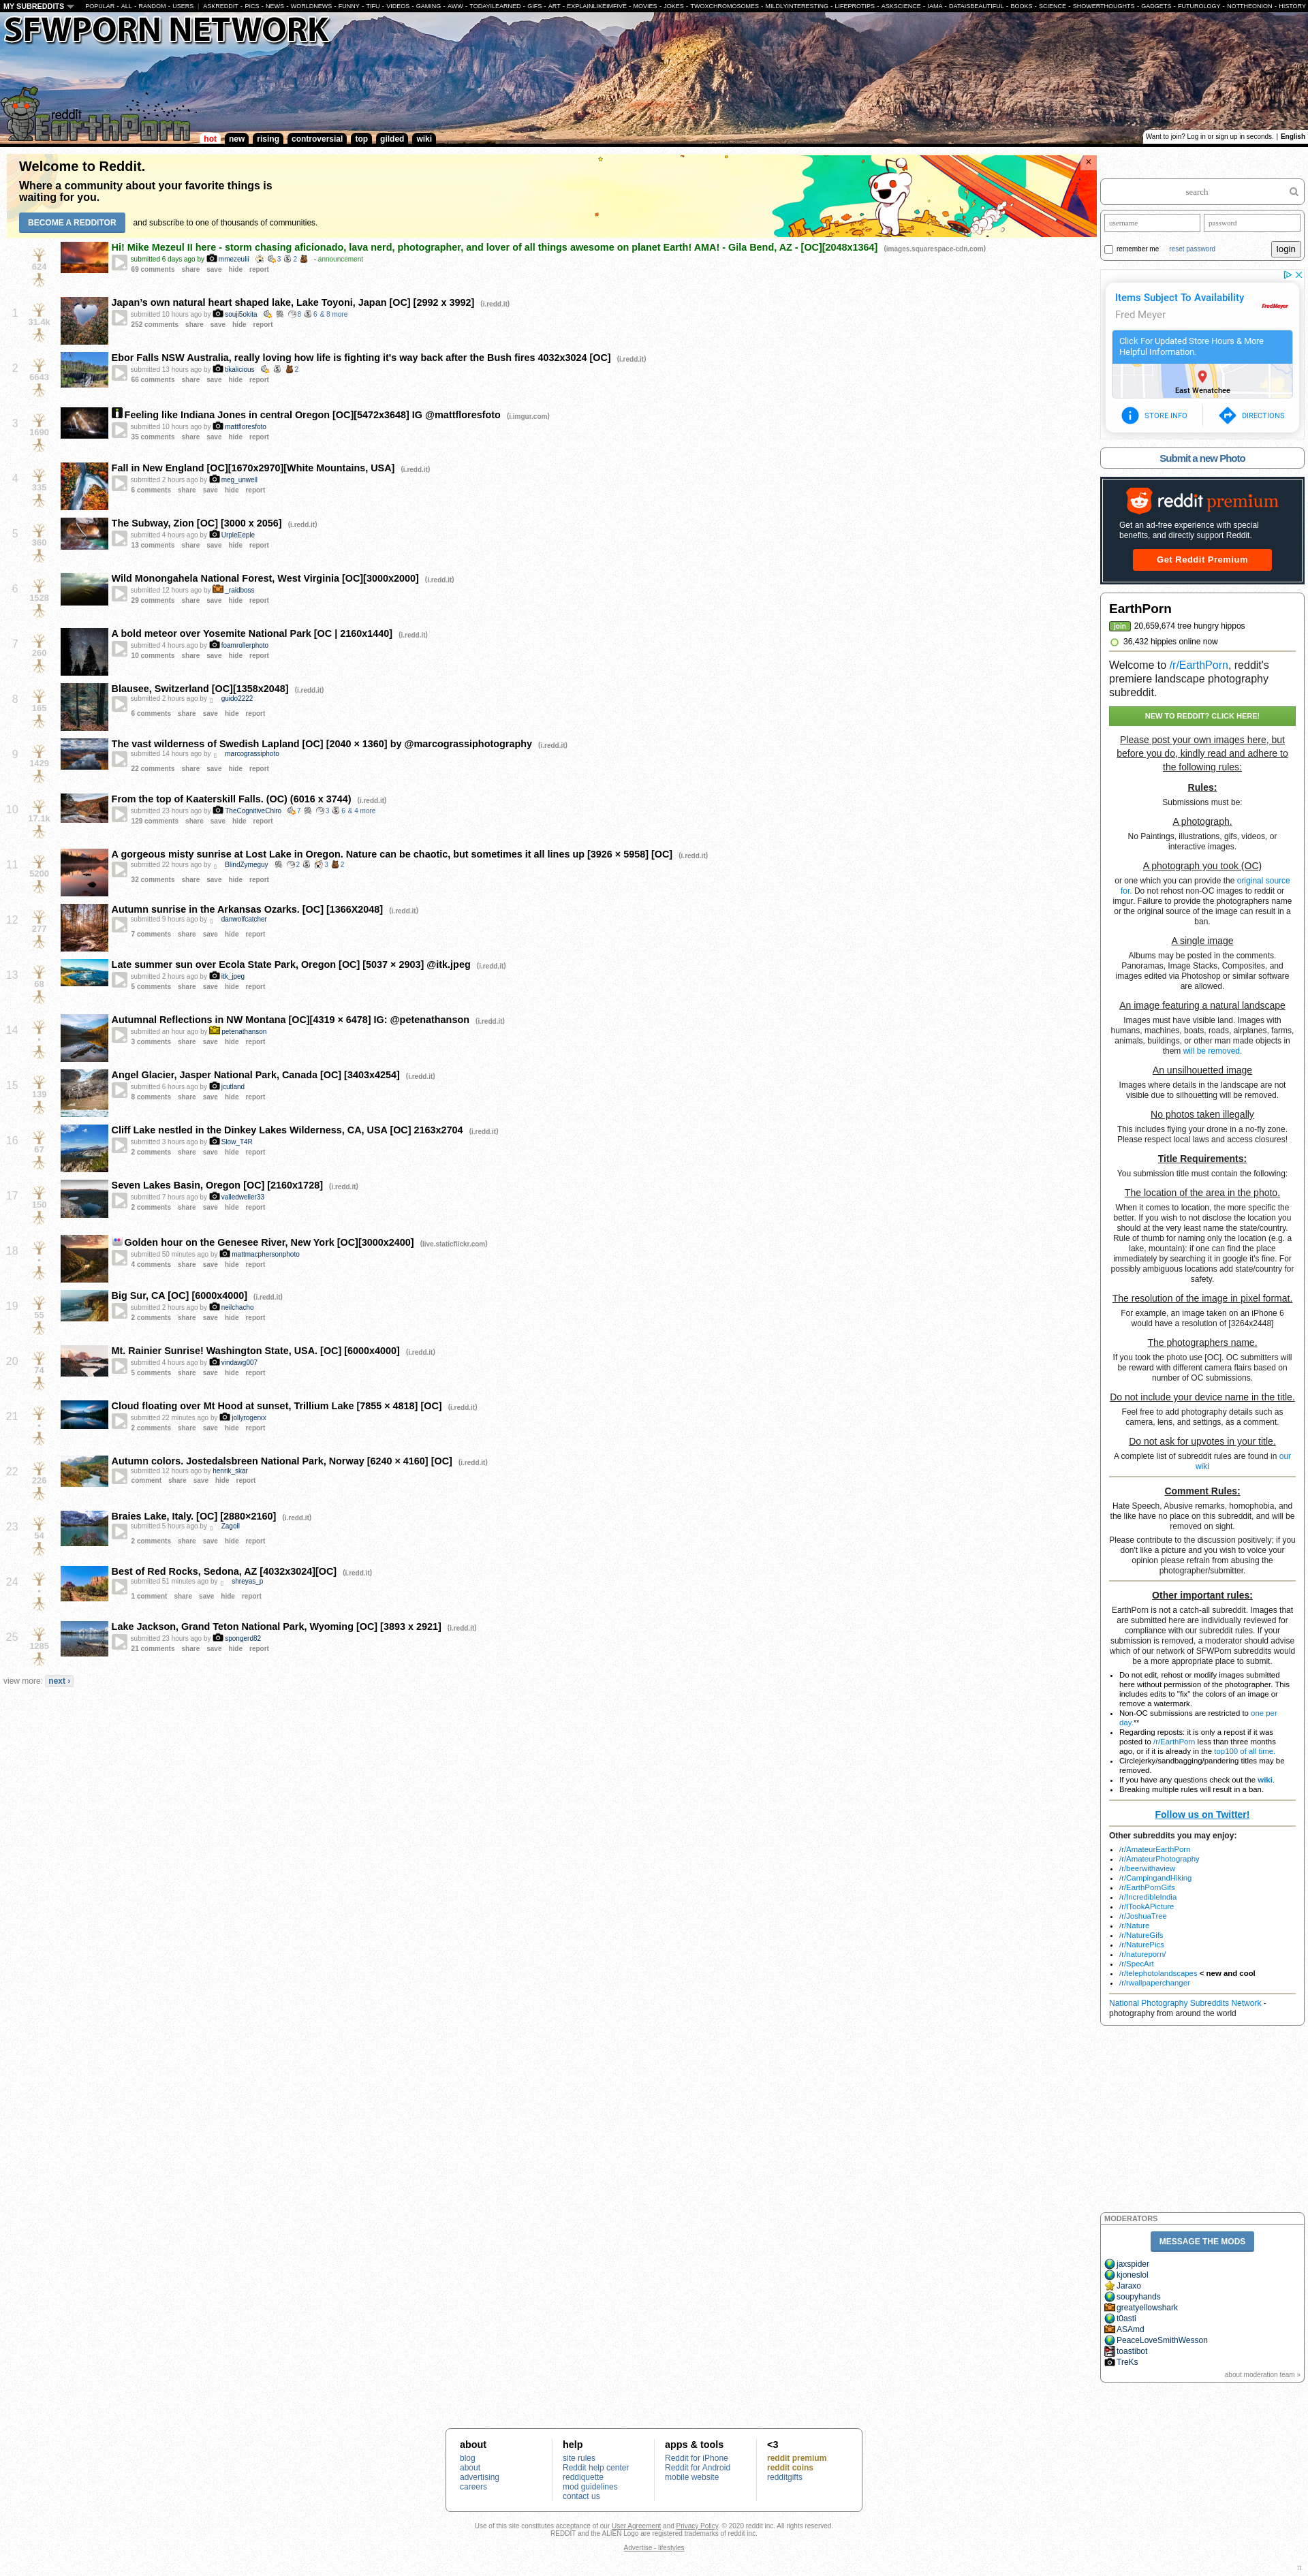 MY SUBREDDITS POPULAR - ALL - RANDOM - USERS | ASKREDDIT - PICS - NEWS - WORLDNEWS - FUNNY - TIFU - VIDEOS - GAMING - AWW - TODAYILEARNED - GIFS - ART - EXPLAINLIKEIMFIVE - MOVIES - JOKES - TWOXCHROMOSOMES - MILDLYINTERESTING - LIFEPROTIPS - ASKSCIENCE - IAMA - DATAISBEAUTIFUL - BOOKS - SCIENCE - SHOWERTHOUGHTS - GADGETS - FUTUROLOGY - NOTTHEONION - HISTORY
SFWPORN NETWORK
reddit
EarthPorn
hot new rising controversial top gilded wiki
Want to join? Log in or sign up in seconds. | English
Welcome to Reddit.
Where a community about your favorite things is
waiting for you.
BECOME A REDDITOR and subscribe to one of thousands of communities.
624
Hi! Mike Mezeul II here - storm chasing aficionado, lava nerd, photographer, and lover of all things awesome on planet Earth! AMA! - Gila Bend, AZ - [OC][2048x1364] (images.squarespace-cdn.com)
submitted 6 days ago by mmezeulii 3 2 - announcement
69 comments share save hide report
1
31.4k
Japan's own natural heart shaped lake, Lake Toyoni, Japan [OC] [2992 x 3992] (i.redd.it)
submitted 10 hours ago by souji5okita 8 6 & 8 more
252 comments share save hide report
2
6643
Ebor Falls NSW Australia, really loving how life is fighting it's way back after the Bush fires 4032x3024 [OC] (i.redd.it)
submitted 13 hours ago by tikalicious 2
66 comments share save hide report
3
1690
Feeling like Indiana Jones in central Oregon [OC][5472x3648] IG @mattfloresfoto (i.imgur.com)
submitted 10 hours ago by mattfloresfoto
35 comments share save hide report
4
335
Fall in New England [OC][1670x2970][White Mountains, USA] (i.redd.it)
submitted 2 hours ago by meg_unwell
6 comments share save hide report
5
360
The Subway, Zion [OC] [3000 x 2056] (i.redd.it)
submitted 4 hours ago by UrpleEeple
13 comments share save hide report
6
1528
Wild Monongahela National Forest, West Virginia [OC][3000x2000] (i.redd.it)
submitted 12 hours ago by _raidboss
29 comments share save hide report
7
260
A bold meteor over Yosemite National Park [OC | 2160x1440] (i.redd.it)
submitted 4 hours ago by foamrollerphoto
10 comments share save hide report
8
165
Blausee, Switzerland [OC][1358x2048] (i.redd.it)
submitted 2 hours ago by guido2222
6 comments share save hide report
9
1429
The vast wilderness of Swedish Lapland [OC] [2040 × 1360] by @marcograssiphotography (i.redd.it)
submitted 14 hours ago by marcograssiphoto
22 comments share save hide report
10
17.1k
From the top of Kaaterskill Falls. (OC) (6016 x 3744) (i.redd.it)
submitted 23 hours ago by TheCognitiveChiro 7 3 6 & 4 more
129 comments share save hide report
11
5200
A gorgeous misty sunrise at Lost Lake in Oregon. Nature can be chaotic, but sometimes it all lines up [3926 × 5958] [OC] (i.redd.it)
submitted 22 hours ago by BlindZymeguy 2 3 2
32 comments share save hide report
12
277
Autumn sunrise in the Arkansas Ozarks. [OC] [1366X2048] (i.redd.it)
submitted 9 hours ago by danwolfcatcher
7 comments share save hide report
13
68
Late summer sun over Ecola State Park, Oregon [OC] [5037 × 2903] @itk.jpeg (i.redd.it)
submitted 2 hours ago by itk_jpeg
5 comments share save hide report
14
•
Autumnal Reflections in NW Montana [OC][4319 × 6478] IG: @petenathanson (i.redd.it)
submitted an hour ago by petenathanson
3 comments share save hide report
15
139
Angel Glacier, Jasper National Park, Canada [OC] [3403x4254] (i.redd.it)
submitted 6 hours ago by jcutland
8 comments share save hide report
16
67
Cliff Lake nestled in the Dinkey Lakes Wilderness, CA, USA [OC] 2163x2704 (i.redd.it)
submitted 3 hours ago by Slow_T4R
2 comments share save hide report
17
150
Seven Lakes Basin, Oregon [OC] [2160x1728] (i.redd.it)
submitted 7 hours ago by valledweller33
2 comments share save hide report
18
•
Golden hour on the Genesee River, New York [OC][3000x2400] (live.staticflickr.com)
submitted 50 minutes ago by mattmacphersonphoto
4 comments share save hide report
19
55
Big Sur, CA [OC] [6000x4000] (i.redd.it)
submitted 2 hours ago by neilchacho
2 comments share save hide report
20
74
Mt. Rainier Sunrise! Washington State, USA. [OC] [6000x4000] (i.redd.it)
submitted 4 hours ago by vindawg007
5 comments share save hide report
21
•
Cloud floating over Mt Hood at sunset, Trillium Lake [7855 × 4818] [OC] (i.redd.it)
submitted 22 minutes ago by jollyrogerxx
2 comments share save hide report
22
226
Autumn colors. Jostedalsbreen National Park, Norway [6240 × 4160] [OC] (i.redd.it)
submitted 12 hours ago by henrik_skar
comment share save hide report
23
54
Braies Lake, Italy. [OC] [2880×2160] (i.redd.it)
submitted 5 hours ago by Zagoll
2 comments share save hide report
24
•
Best of Red Rocks, Sedona, AZ [4032x3024][OC] (i.redd.it)
submitted 51 minutes ago by shreyas_p
1 comment share save hide report
25
1285
Lake Jackson, Grand Teton National Park, Wyoming [OC] [3893 x 2921] (i.redd.it)
submitted 23 hours ago by spongerd82
21 comments share save hide report
view more: next ›
search
username password
remember me reset password login
Items Subject To Availability
Fred Meyer
FredMeyer
Click For Updated Store Hours & More
Helpful Information.
East Wenatchee
STORE INFO DIRECTIONS
Submit a new Photo
reddit premium
Get an ad-free experience with special
benefits, and directly support Reddit.
Get Reddit Premium
EarthPorn
join 20,659,674 tree hungry hippos
36,432 hippies online now
Welcome to /r/EarthPorn, reddit's
premiere landscape photography
subreddit.
NEW TO REDDIT? CLICK HERE!
Please post your own images here, but
before you do, kindly read and adhere to
the following rules:
Rules:
Submissions must be:
A photograph.
No Paintings, illustrations, gifs, videos, or
interactive images.
A photograph you took (OC)
or one which you can provide the original source
for. Do not rehost non-OC images to reddit or
imgur. Failure to provide the photographers name
or the original source of the image can result in a
ban.
A single image
Albums may be posted in the comments.
Panoramas, Image Stacks, Composites, and
images edited via Photoshop or similar software
are allowed.
An image featuring a natural landscape
Images must have visible land. Images with
humans, machines, boats, roads, airplanes, farms,
animals, buildings, or other man made objects in
them will be removed.
An unsilhouetted image
Images where details in the landscape are not
visible due to silhouetting will be removed.
No photos taken illegally
This includes flying your drone in a no-fly zone.
Please respect local laws and access closures!
Title Requirements:
You submission title must contain the following:
The location of the area in the photo.
When it comes to location, the more specific the
better. If you wish to not disclose the location you
should at the very least name the state/country.
Rule of thumb for naming only the location (e.g. a
lake, mountain): if one can find the place
immediately by searching it in google it's fine. For
possibly ambiguous locations add state/country for
safety.
The resolution of the image in pixel format.
For example, an image taken on an iPhone 6
would have a resolution of [3264x2448]
The photographers name.
If you took the photo use [OC]. OC submitters will
be reward with different camera flairs based on
number of OC submissions.
Do not include your device name in the title.
Feel free to add photography details such as
camera, lens, and settings, as a comment.
Do not ask for upvotes in your title.
A complete list of subreddit rules are found in our
wiki
Comment Rules:
Hate Speech, Abusive remarks, homophobia, and
the like have no place on this subreddit, and will be
removed on sight.
Please contribute to the discussion positively; if you
don't like a picture and you wish to voice your
opinion please refrain from abusing the
photographer/submitter.
Other important rules:
EarthPorn is not a catch-all subreddit. Images that
are submitted here are individually reviewed for
compliance with our subreddit rules. If your
submission is removed, a moderator should advise
which of our network of SFWPorn subreddits would
be a more appropriate place to submit.
Do not edit, rehost or modify images submitted
here without permission of the photographer. This
includes edits to "fix" the colors of an image or
remove a watermark.
Non-OC submissions are restricted to one per
day.**
Regarding reposts: it is only a repost if it was
posted to /r/EarthPorn less than three months
ago, or if it is already in the top100 of all time.
Circlejerky/sandbagging/pandering titles may be
removed.
If you have any questions check out the wiki.
Breaking multiple rules will result in a ban.
Follow us on Twitter!
Other subreddits you may enjoy:
/r/AmateurEarthPorn
/r/AmateurPhotography
/r/beerwithaview
/r/CampingandHiking
/r/EarthPornGifs
/r/IncredibleIndia
/r/ITookAPicture
/r/JoshuaTree
/r/Nature
/r/NatureGifs
/r/NaturePics
/r/natureporn/
/r/SpecArt
/r/telephotolandscapes < new and cool
/r/rwallpaperchanger
National Photography Subreddits Network -
photography from around the world
MODERATORS
MESSAGE THE MODS
jaxspider
kjoneslol
Jaraxo
soupyhands
greatyellowshark
t0asti
ASAmd
PeaceLoveSmithWesson
toastibot
TreKs
about moderation team »
about help apps & tools <3
blog site rules Reddit for iPhone reddit premium
about Reddit help center Reddit for Android reddit coins
advertising reddiquette mobile website redditgifts
careers mod guidelines
contact us
Use of this site constitutes acceptance of our User Agreement and Privacy Policy. © 2020 reddit inc. All rights reserved.
REDDIT and the ALIEN Logo are registered trademarks of reddit inc.
Advertise - lifestyles
π